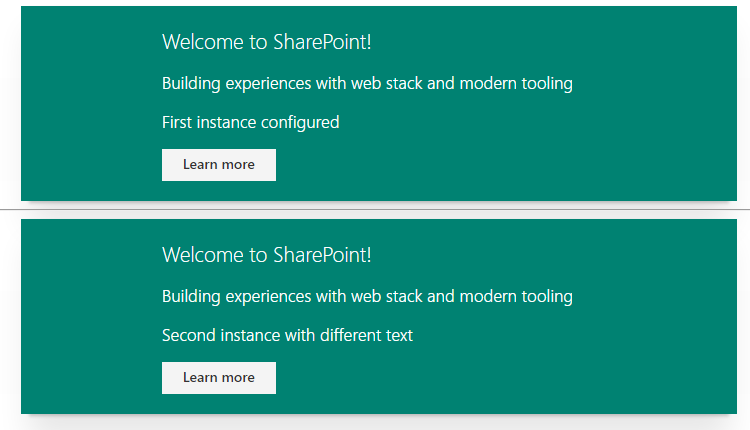 Welcome to SharePoint!
Building experiences with web stack and modern tooling
First instance configured
Learn more
Welcome to SharePoint!
Building experiences with web stack and modern tooling
Second instance with different text
Learn more